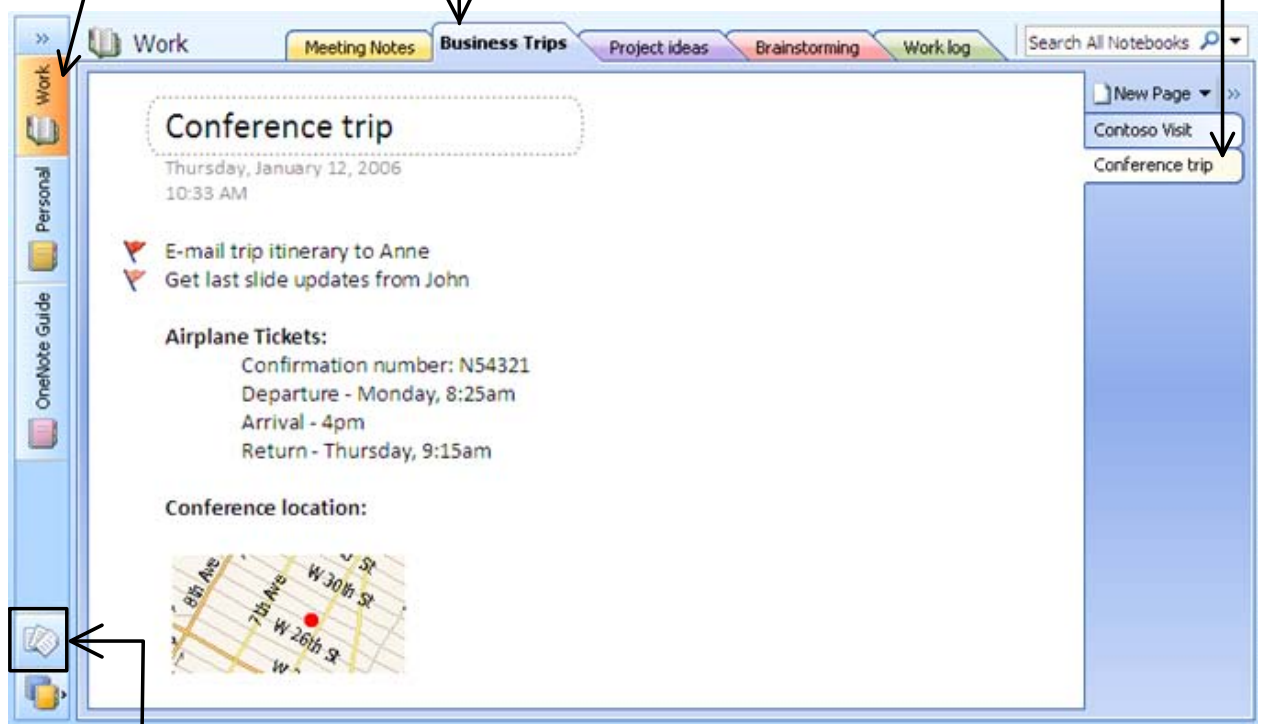 Work
Meeting Notes
Business Trips
Project ideas
Brainstorming
Work log
Search All Notebooks
Work
Personal
OneNote Guide
New Page
Contoso Visit
Conference trip
Conference trip
Thursday, January 12, 2006
10:33 AM
E-mail trip itinerary to Anne
Get last slide updates from John
Airplane Tickets:
Confirmation number: N54321
Departure - Monday, 8:25am
Arrival - 4pm
Return - Thursday, 9:15am
Conference location:
8th Ave
7th Ave
St
W 30th St
W 26th St